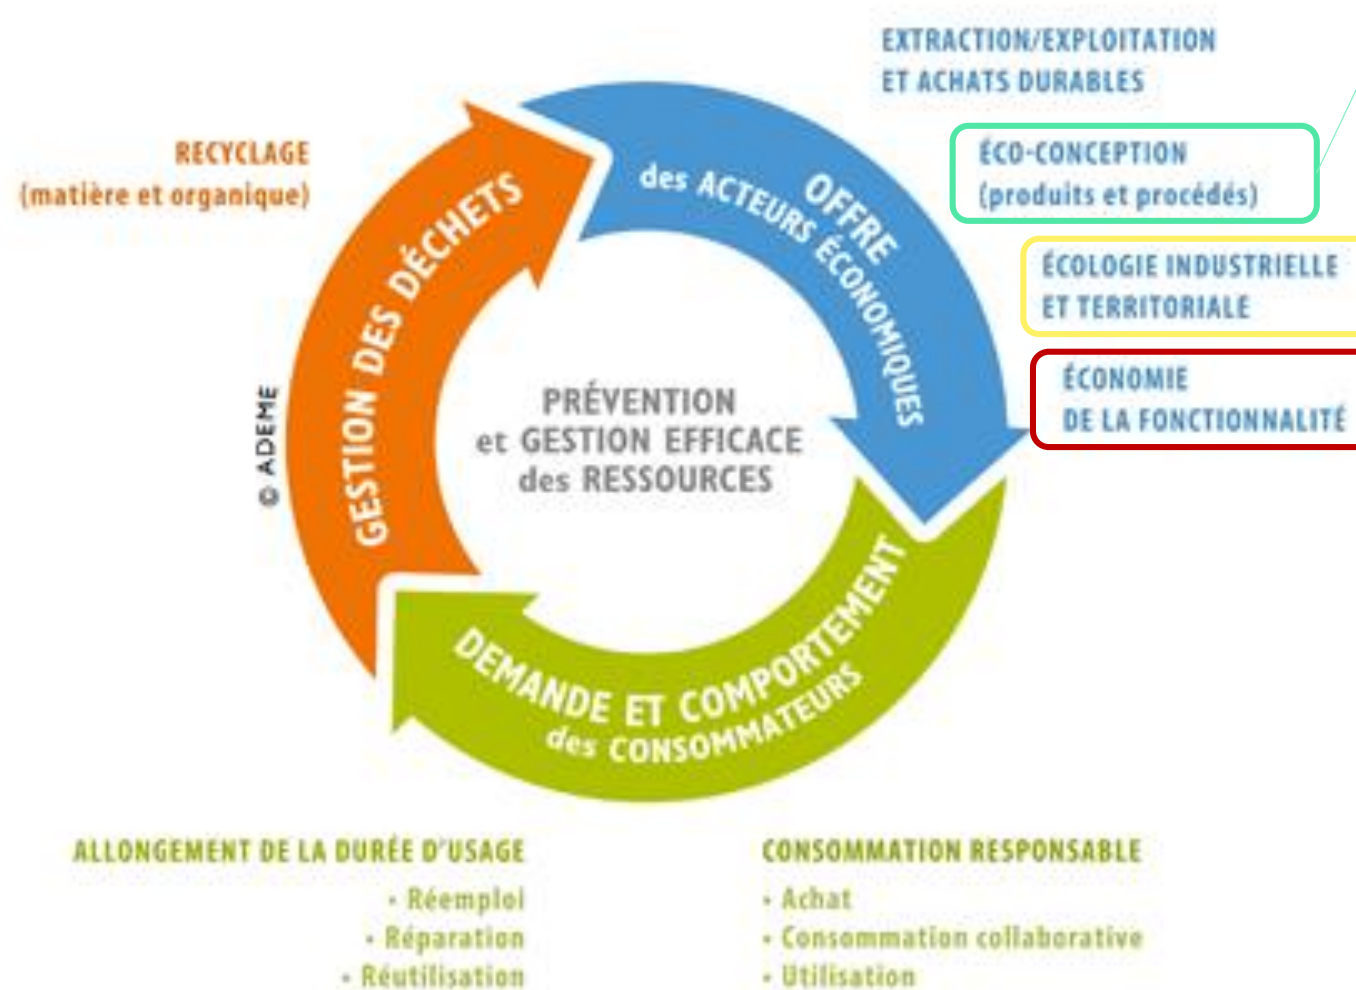 EXTRACTION/EXPLOITATION
ET ACHATS DURABLES
ÉCO-CONCEPTION
(produits et procédés)
ÉCOLOGIE INDUSTRIELLE
ET TERRITORIALE
ÉCONOMIE
DE LA FONCTIONNALITÉ
RECYCLAGE
(matière et organique)
OFFRE
des ACTEURS ÉCONOMIQUES
GESTION DES DÉCHETS
PRÉVENTION
et GESTION EFFICACE
des RESSOURCES
© ADEME
DEMANDE ET COMPORTEMENT
des CONSOMMATEURS
ALLONGEMENT DE LA DURÉE D'USAGE
• Réemploi
• Réparation
• Réutilisation
CONSOMMATION RESPONSABLE
• Achat
• Consommation collaborative
• Utilisation